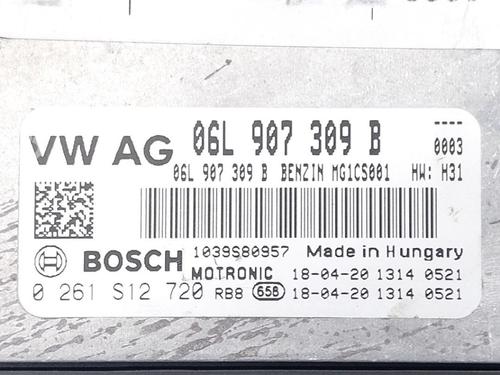 VW AG 06L 907 309 B ---- 0003
06L 907 309 B BENZIN MG1CS001 HW: H31
BOSCH 1039S80957 Made in Hungary
MOTRONIC 18-04-20 1314 0521
0 261 S12 720 RB8 658 18-04-20 1314 0521